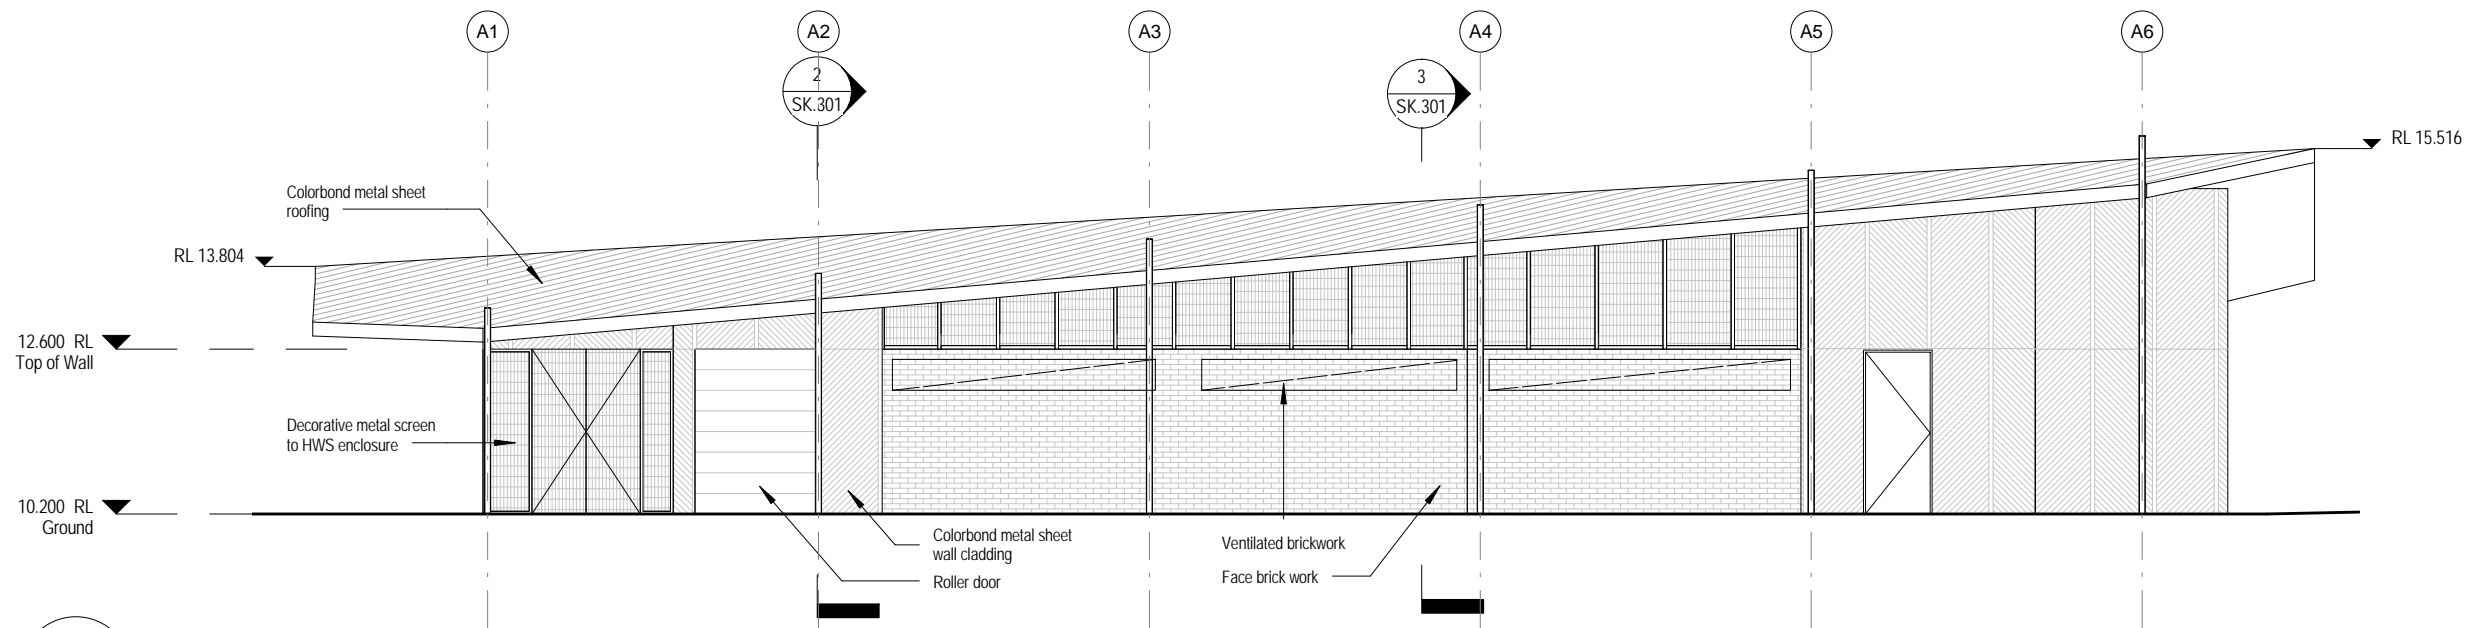 A1
A2
A3
A4
A5
A6
2
SK.301
3
SK.301
RL 15.516
Colorbond metal sheet
roofing
RL 13.804
12.600 RL
Top of Wall
Decorative metal screen
to HWS enclosure
10.200 RL
Ground
Colorbond metal sheet
wall cladding
Roller door
Ventilated brickwork
Face brick work